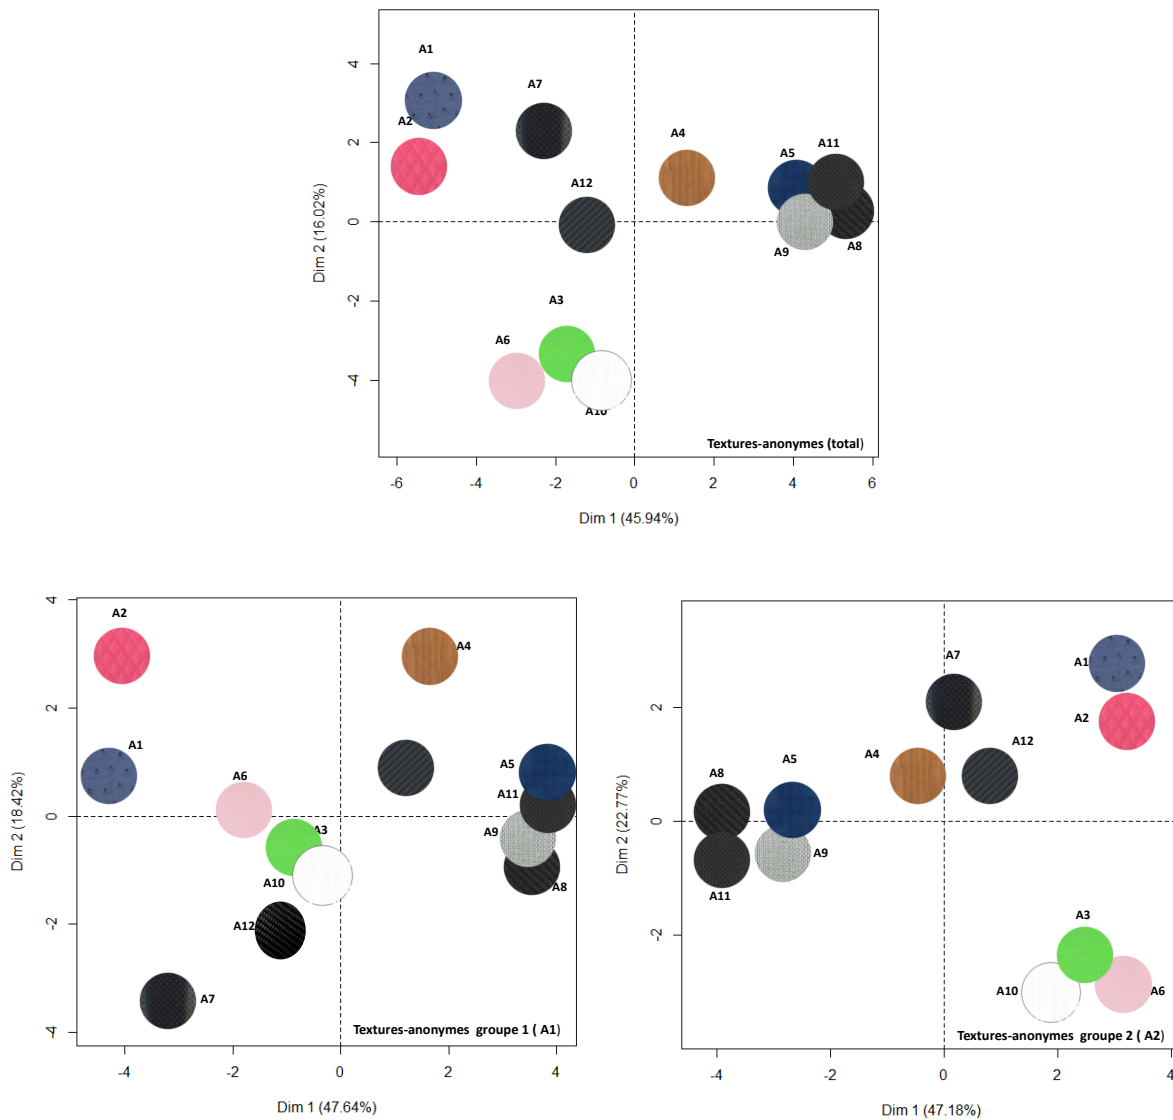 A1
A7
4
A2
A4
A11
A5
2
A12
Dim 2 (16.02%)
0
A9
A8
-2
A3
A6
-4
A10
Textures-anonymes (total)
-6
-4
-2
0
2
4
6
Dim 1 (45.94%)
4
A2
A4
2
A1
A6
A5
A11
Dim 2 (18.42%)
0
A3
A9
A10
A8
-2
A12
A7
-4
Textures-anonymes groupe 1 ( A1)
-4
-2
0
2
4
Dim 1 (47.64%)
A7
A1
2
A2
A12
A4
A5
A8
Dim 2 (22.77%)
0
A9
A11
-2
A3
A10
A6
Textures-anonymes groupe 2 ( A2)
-4
-2
0
2
4
Dim 1 (47.18%)